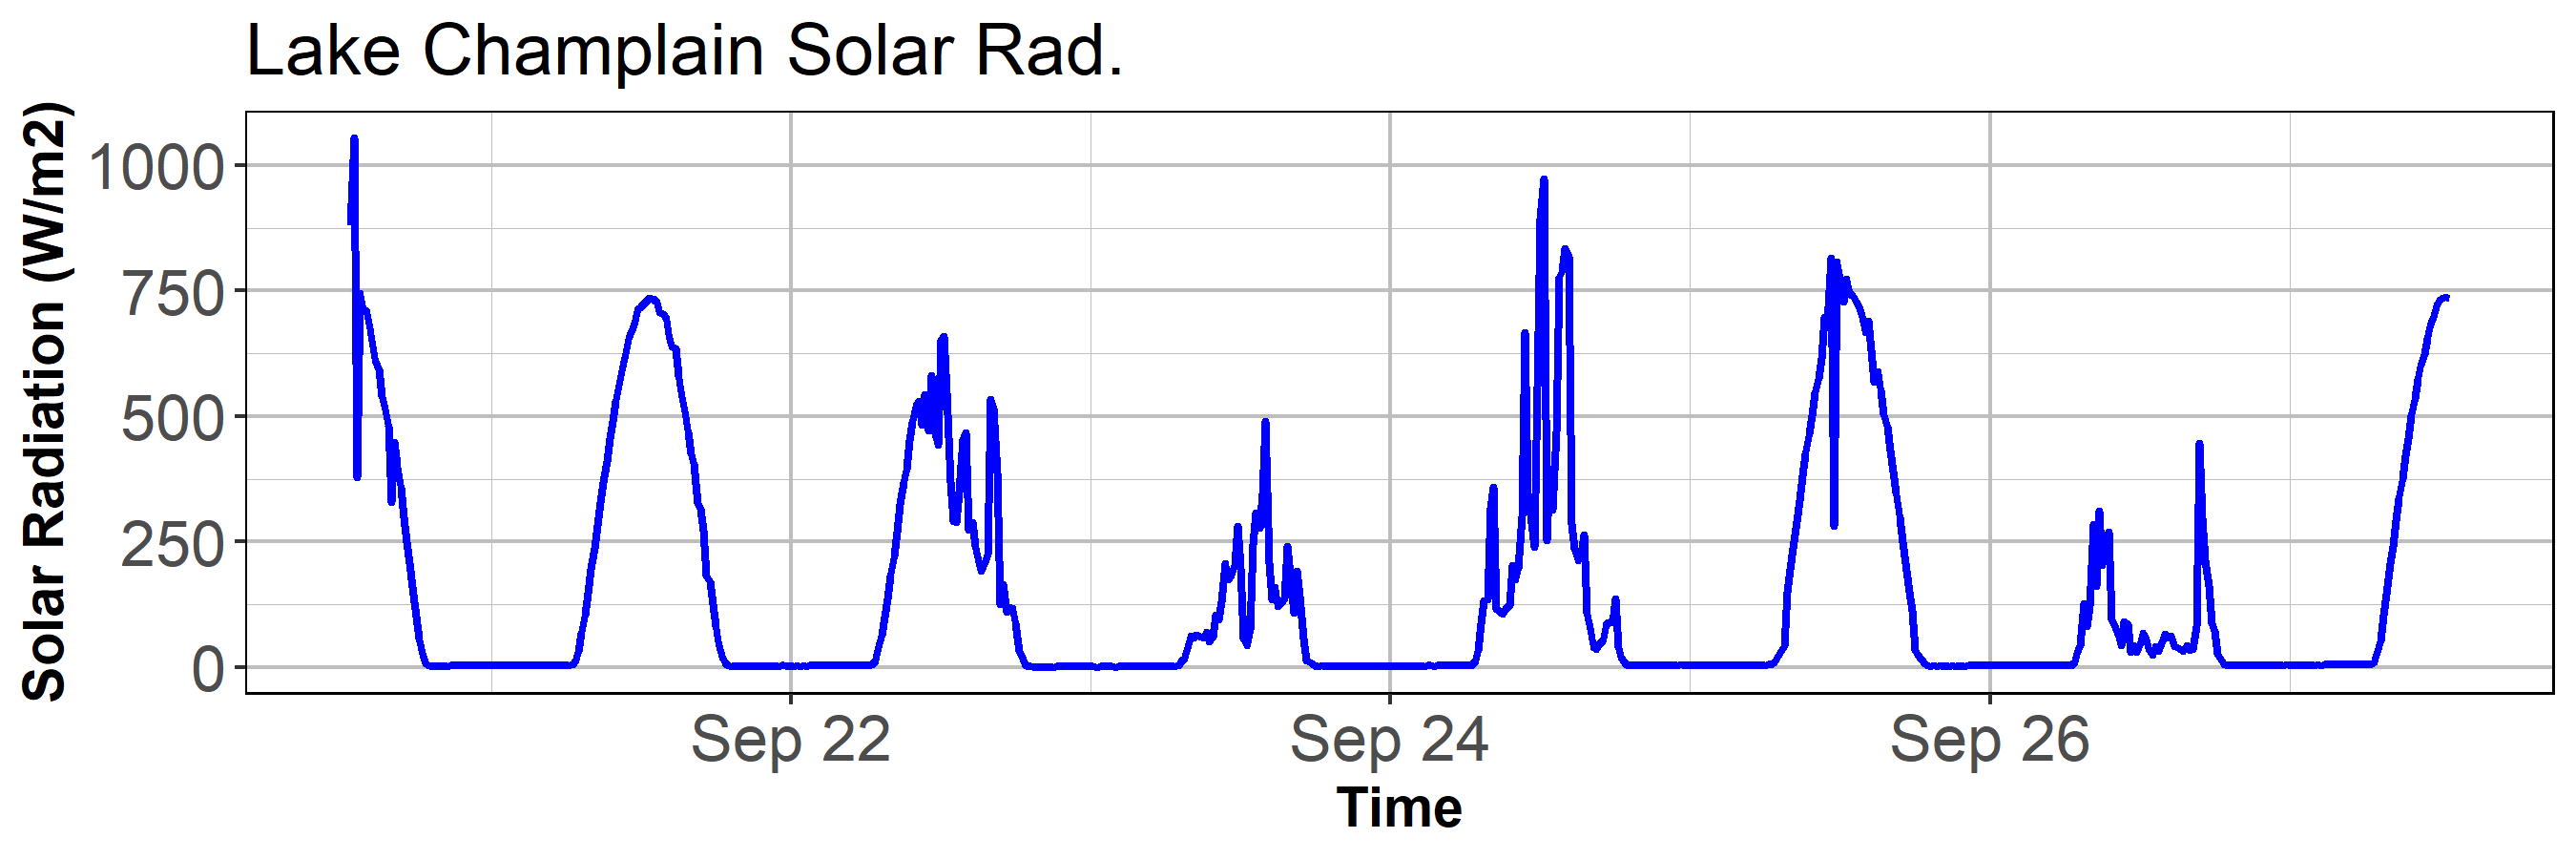 Lake Champlain Solar Rad.
Solar Radiation (W/m2)
1000
750
500
250
0
Sep 22 Sep 24 Sep 26
Time